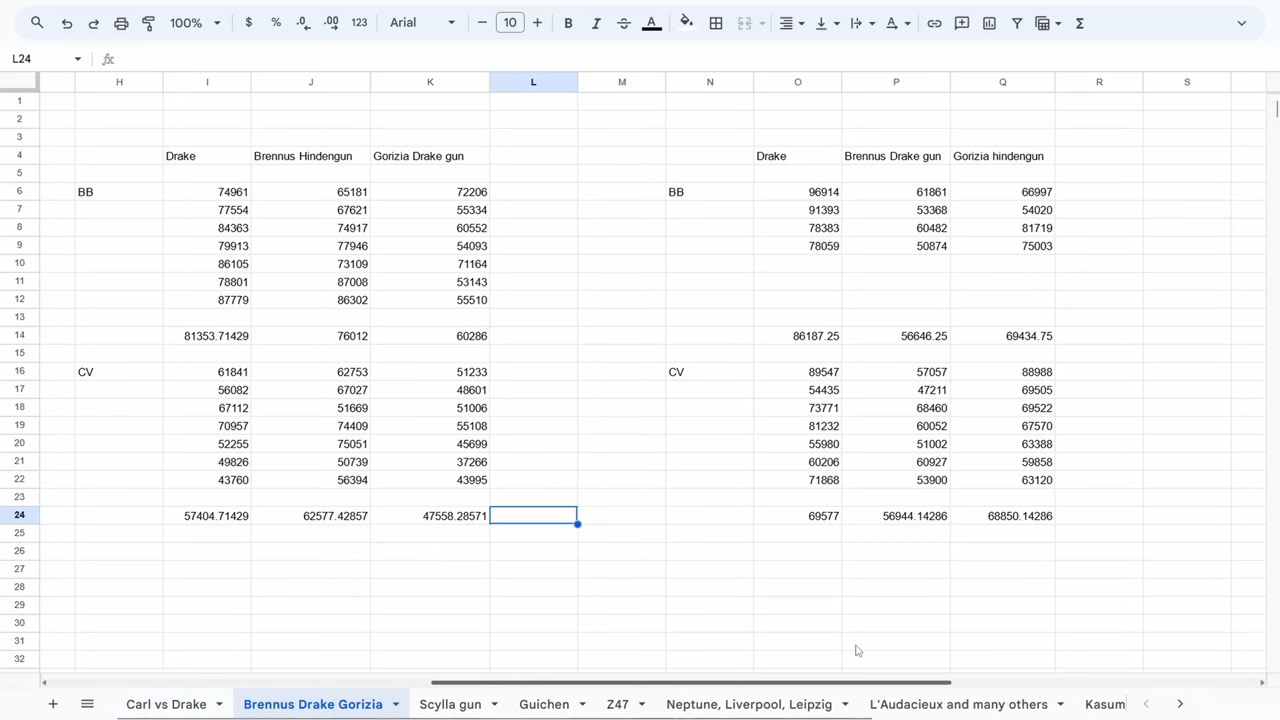 100% $ % .0 .00 123 Arial 10 B I A Σ
L24 fx
H I J K L M N O P Q R S
1
2
3
4 Drake Brennus Hindengun Gorizia Drake gun Drake Brennus Drake gun Gorizia hindengun
5
6 BB 74961 65181 72206 BB 96914 61861 66997
7 77554 67621 55334 91393 53368 54020
8 84363 74917 60552 78383 60482 81719
9 79913 77946 54093 78059 50874 75003
10 86105 73109 71164
11 78801 87008 53143
12 87779 86302 55510
13
14 81353.71429 76012 60286 86187.25 56646.25 69434.75
15
16 CV 61841 62753 51233 CV 89547 57057 88988
17 56082 67027 48601 54435 47211 69505
18 67112 51669 51006 73771 68460 69522
19 70957 74409 55108 81232 60052 67570
20 52255 75051 45699 55980 51002 63388
21 49826 50739 37266 60206 60927 59858
22 43760 56394 43995 71868 53900 63120
23
24 57404.71429 62577.42857 47558.28571 69577 56944.14286 68850.14286
25
26
27
28
29
30
31
32
Carl vs Drake Brennus Drake Gorizia Scylla gun Guichen Z47 Neptune, Liverpool, Leipzig L'Audacieux and many others Kasum